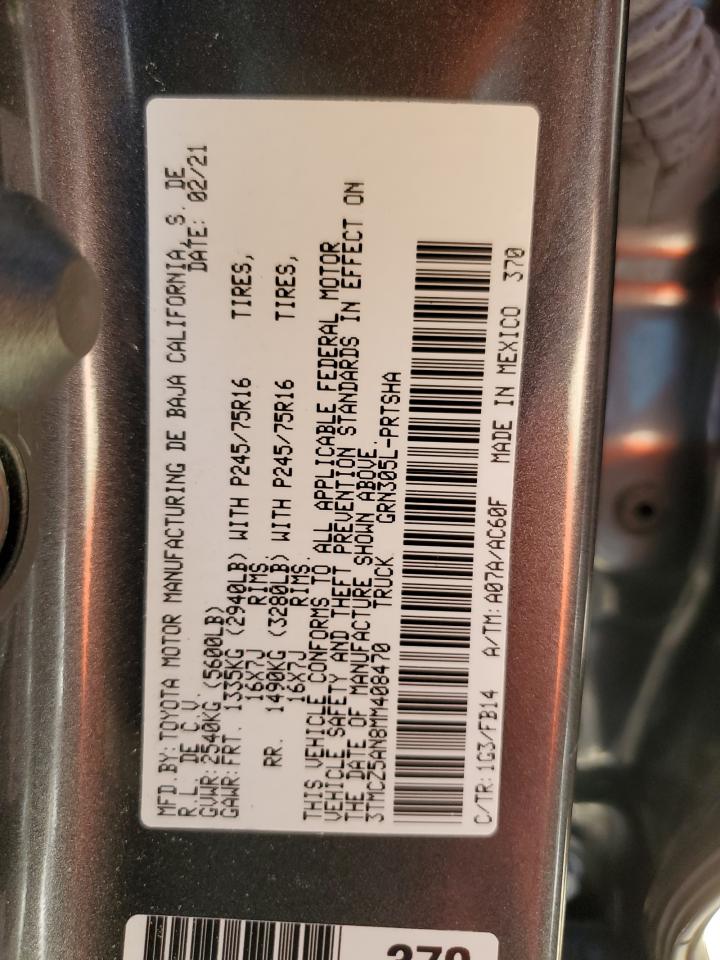 MFD.BY:TOYOTA MOTOR MANUFACTURING DE BAJA CALIFORNIA, S. DE
R.L. DE C.V. DATE: 02/21
GVWR:2540KG (5600LB)
GAWR:FRT. 1335KG (2940LB) WITH P245/75R16 TIRES,
16X7J RIMS
RR. 1490KG (3280LB) WITH P245/75R16 TIRES,
16X7J RIMS.
THIS VEHICLE CONFORMS TO ALL APPLICABLE FEDERAL MOTOR
VEHICLE SAFETY AND THEFT PREVENTION STANDARDS IN EFFECT ON
THE DATE OF MANUFACTURE SHOWN ABOVE.
3TMCZ5AN8MM408470 TRUCK GRN305L-PRTSHA
C/TR:1G3/FB14 A/TM:A07A/AC60F MADE IN MEXICO 370
370